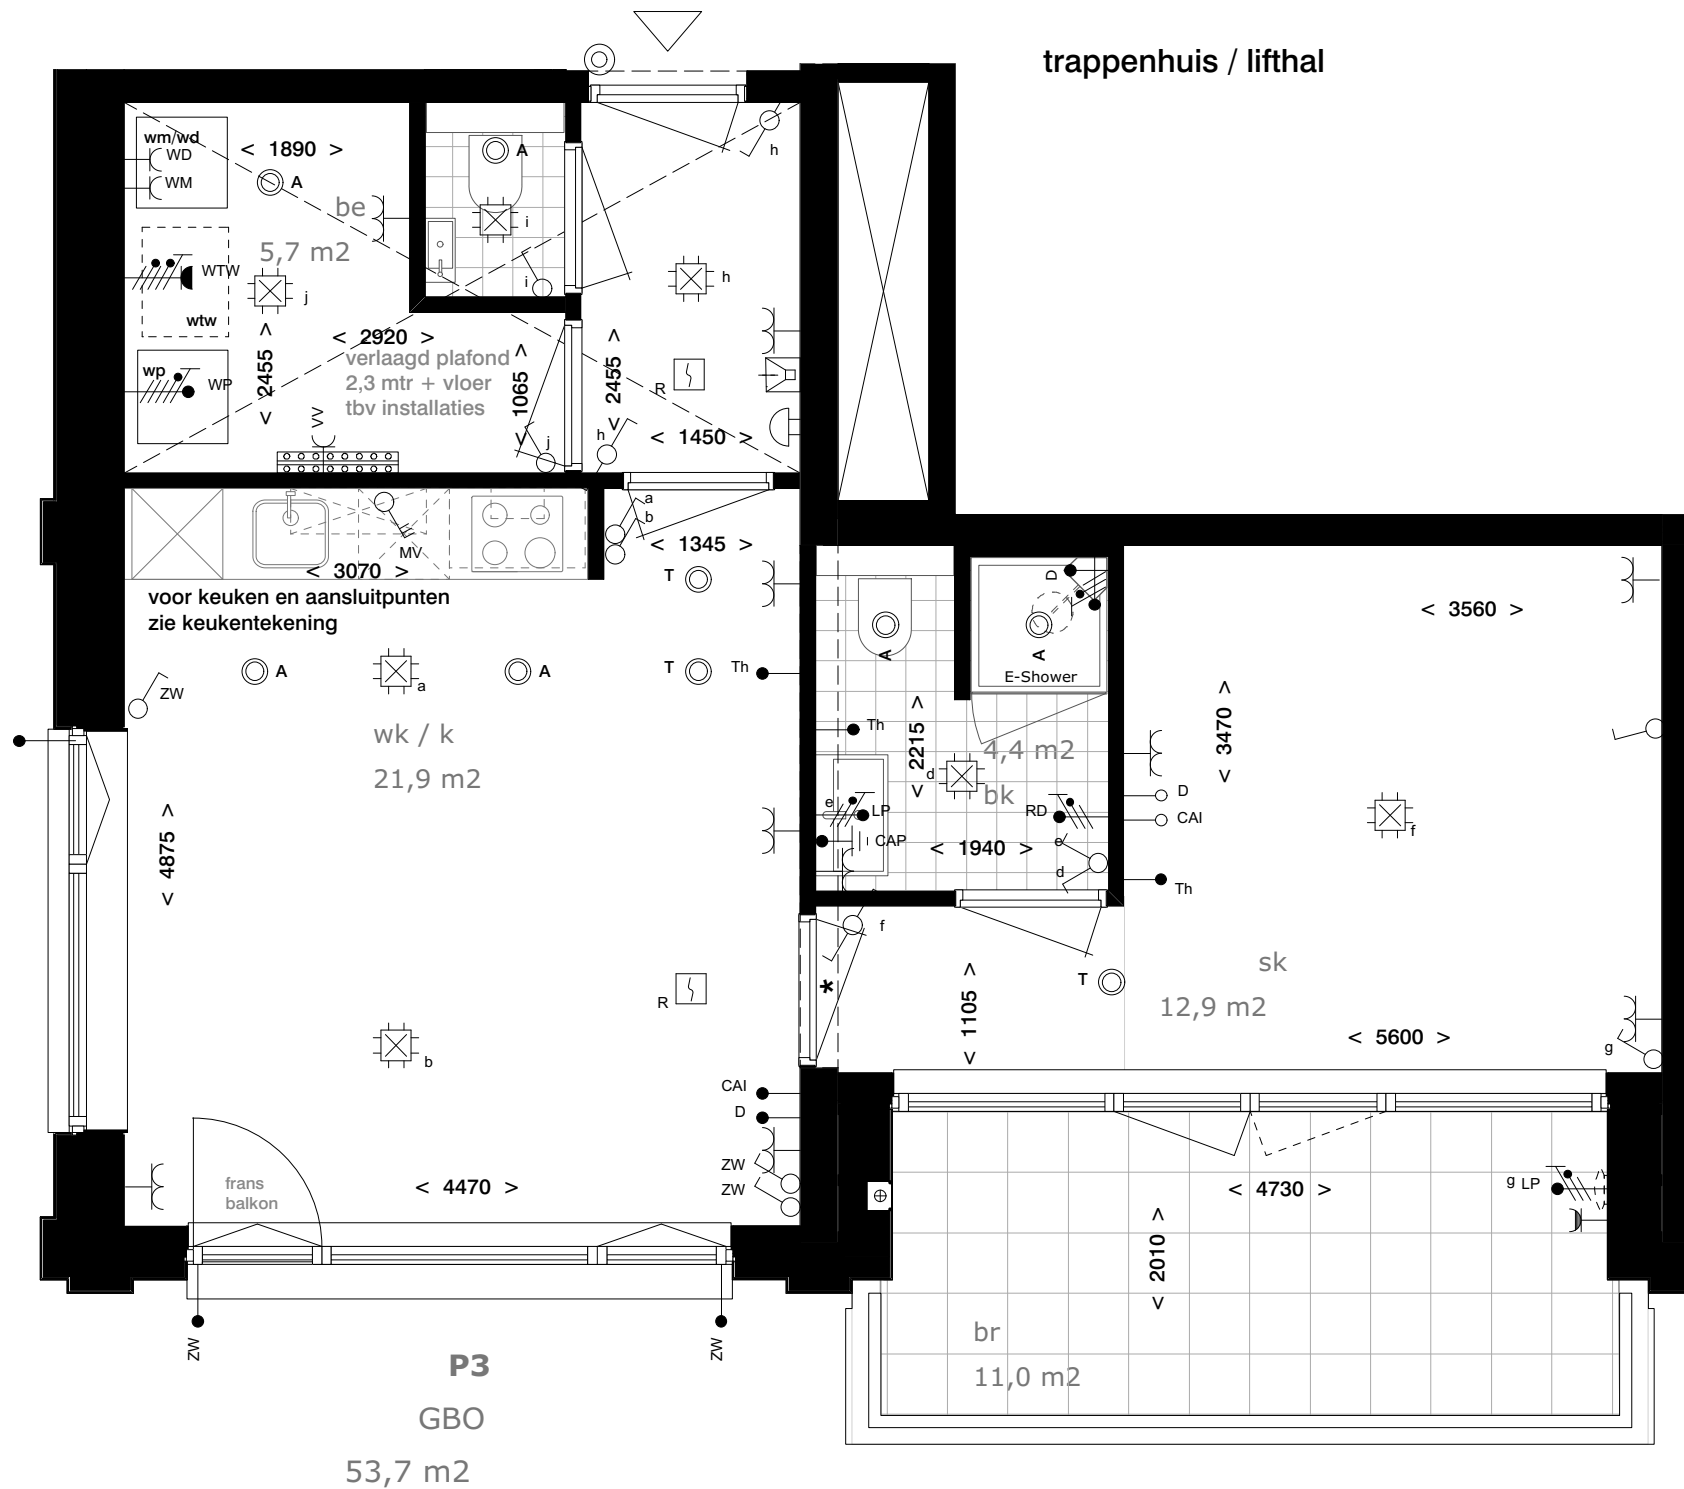 trappenhuis / lifthal
wm/wd
WD
WM
< 1890 >
A
A
h
be
5,7 m2
i
i
h
WTW
wtw
j
< 2920 >
< 2455 >
verlaagd plafond
2,3 mtr + vloer
tbv installaties
< 1065 >
< 2455 >
wp
WP
R
VV
j
h
< 1450 >
a
b
MV
< 3070 >
< 1345 >
voor keuken en aansluitpunten
zie keukentekening
T
D
< 3560 >
A
A
T
Th
A
A
E-Shower
a
ZW
wk / k
21,9 m2
Th
< 2215 >
4,4 m2
d
bk
< 3470 >
D
CAI
f
e
LP
RD
CAP
< 1940 >
e
d
Th
< 4875 >
f
*
T
sk
12,9 m2
< 1105 >
R
b
< 5600 >
g
CAI
D
ZW
ZW
frans
balkon
< 4470 >
< 4730 >
g LP
< 2010 >
ZW
ZW
br
11,0 m2
P3
GBO
53,7 m2